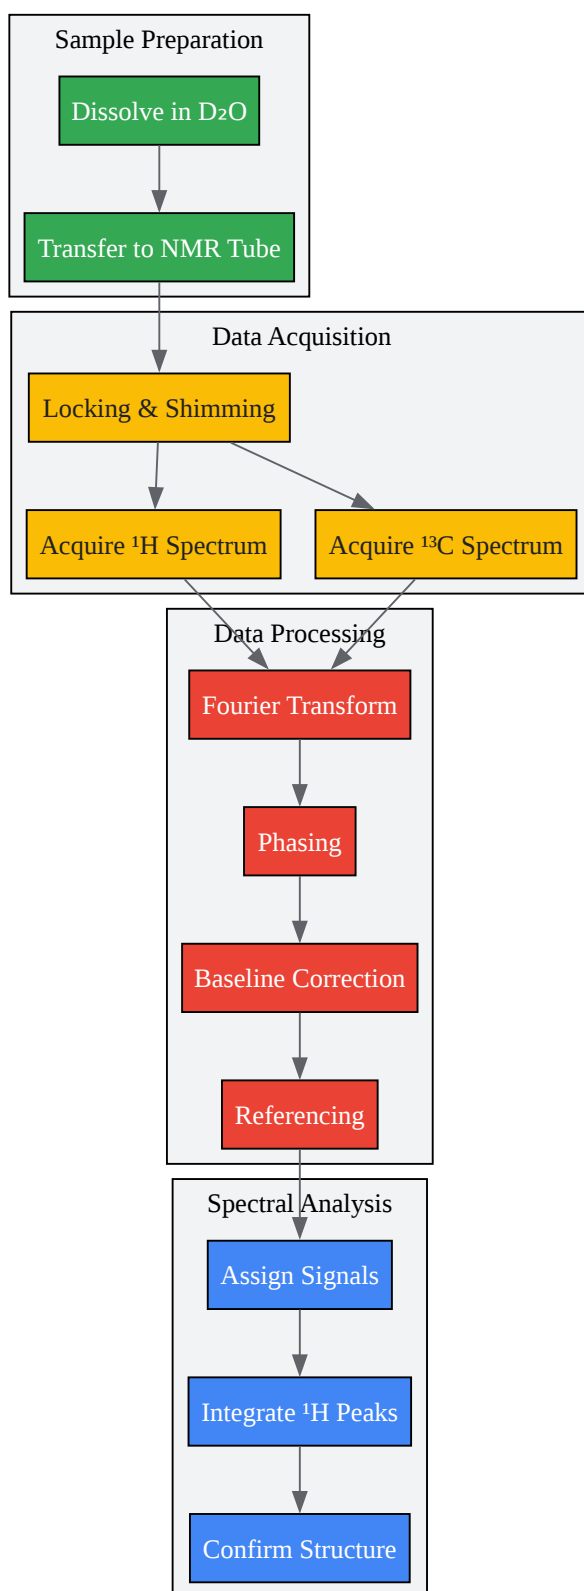 Sample Preparation
Dissolve in D₂O
Transfer to NMR Tube
Data Acquisition
Locking & Shimming
Acquire ¹H Spectrum
Acquire ¹³C Spectrum
Data Processing
Fourier Transform
Phasing
Baseline Correction
Referencing
Spectral Analysis
Assign Signals
Integrate ¹H Peaks
Confirm Structure